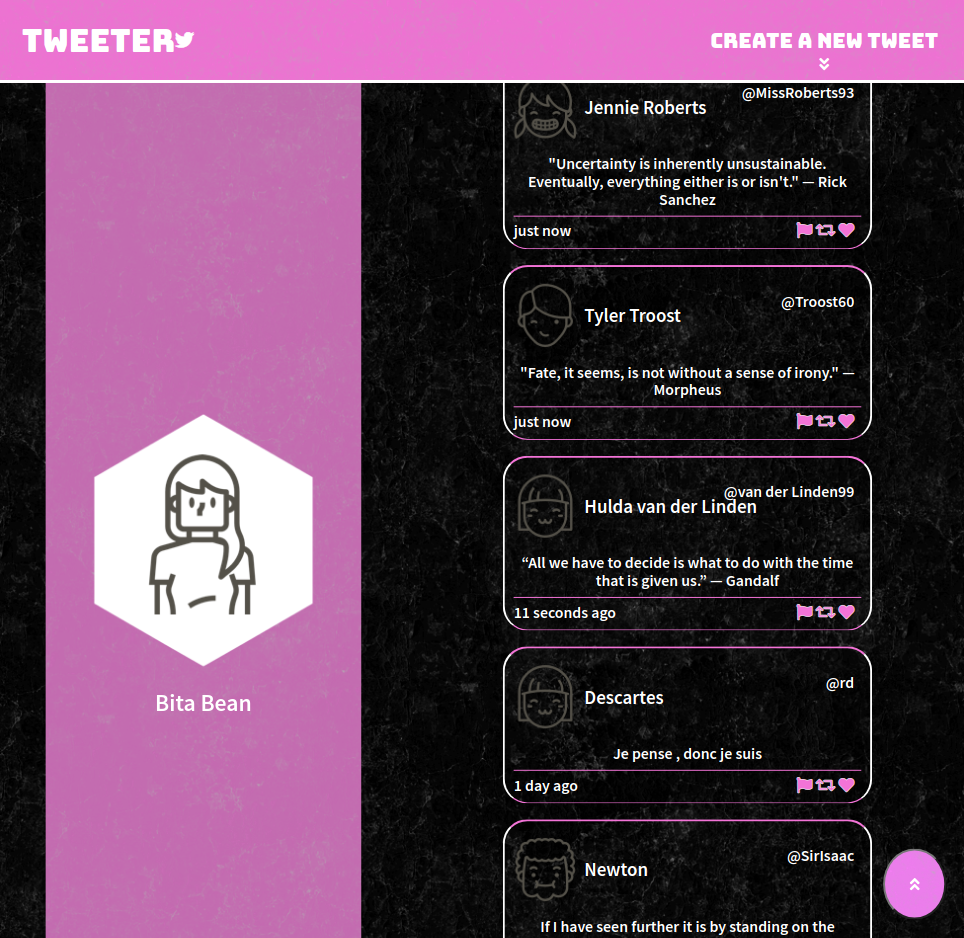 TWEETER
CREATE A NEW TWEET
Bita Bean
@MissRoberts93
Jennie Roberts
"Uncertainty is inherently unsustainable.
Eventually, everything either is or isn't." — Rick
Sanchez
just now
@Troost60
Tyler Troost
"Fate, it seems, is not without a sense of irony." —
Morpheus
just now
@van der Linden99
Hulda van der Linden
“All we have to decide is what to do with the time
that is given us.” — Gandalf
11 seconds ago
@rd
Descartes
Je pense , donc je suis
1 day ago
@SirIsaac
Newton
If I have seen further it is by standing on the